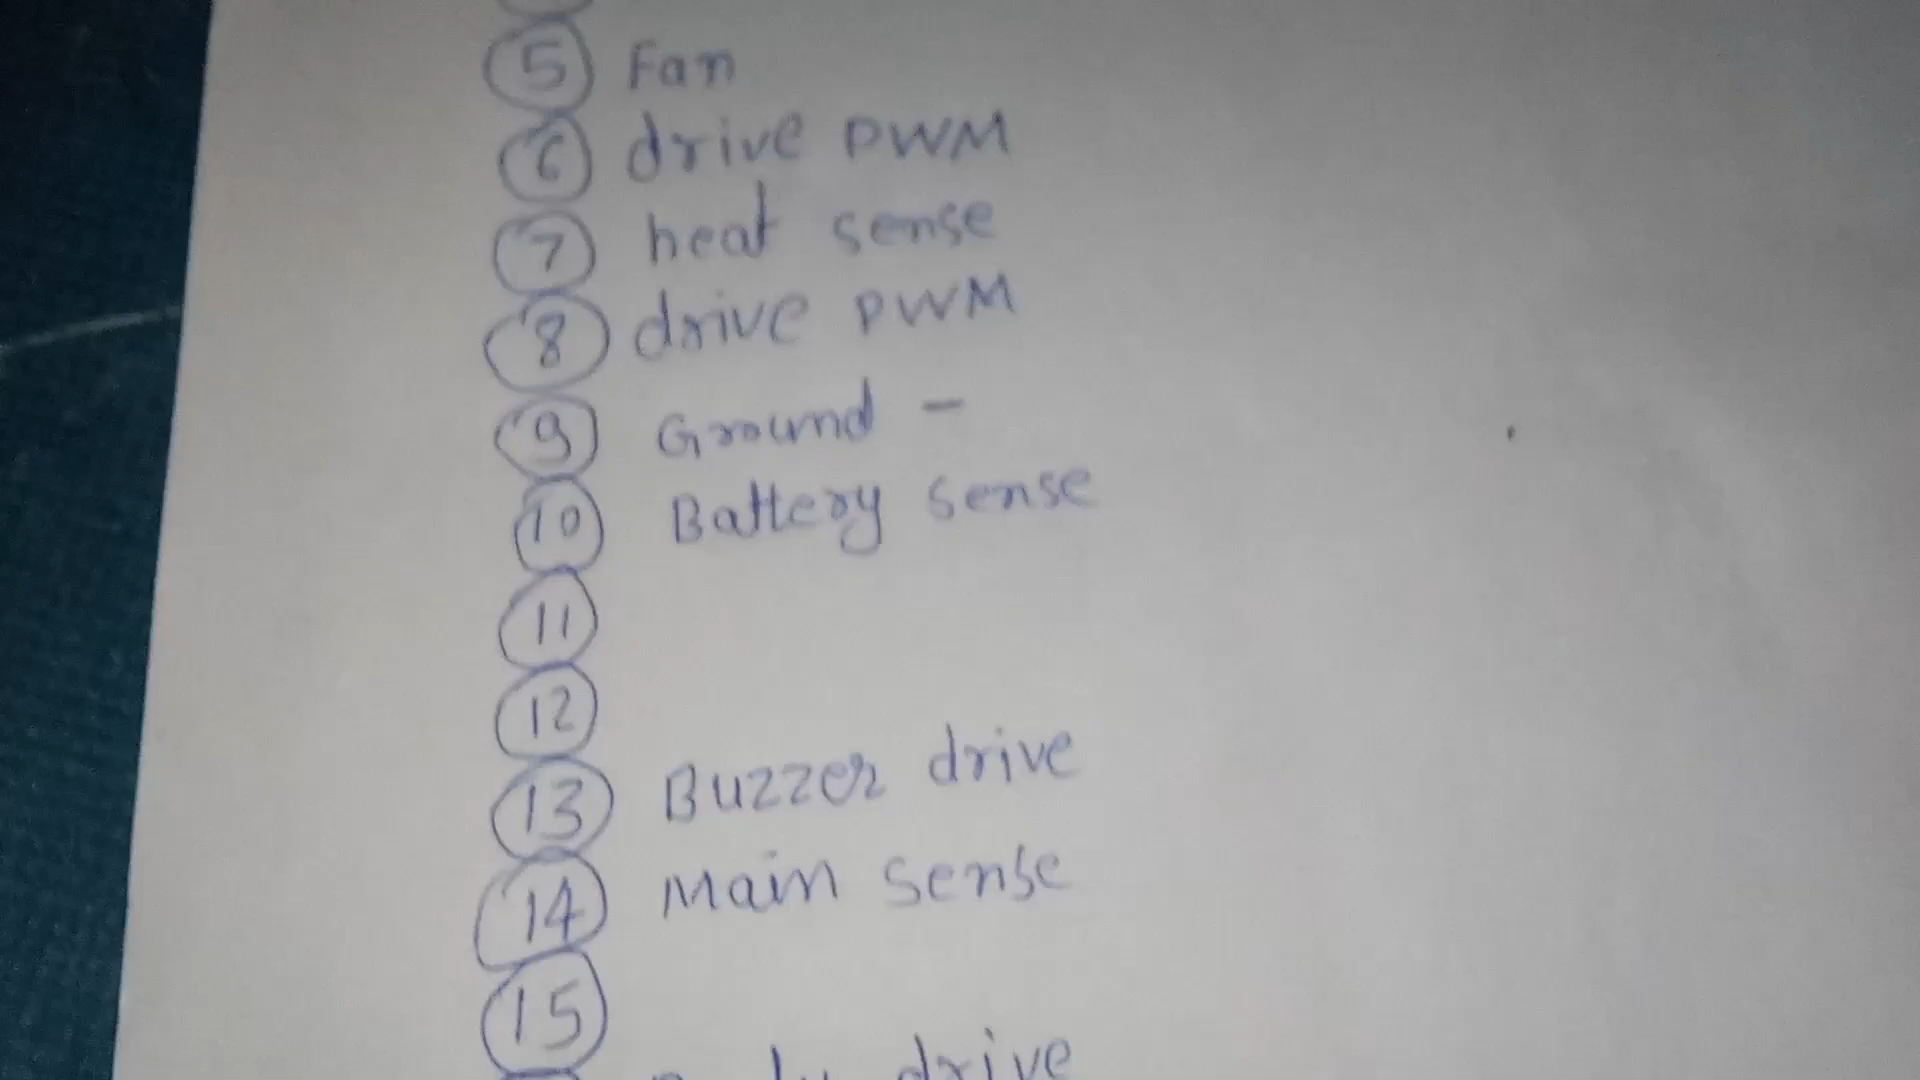 5 Fan
6 drive PWM
7 heat sense
8 drive PWM
9 Ground -
10 Battery sense
11
12
13 Buzzer drive
14 Main sense
15
drive